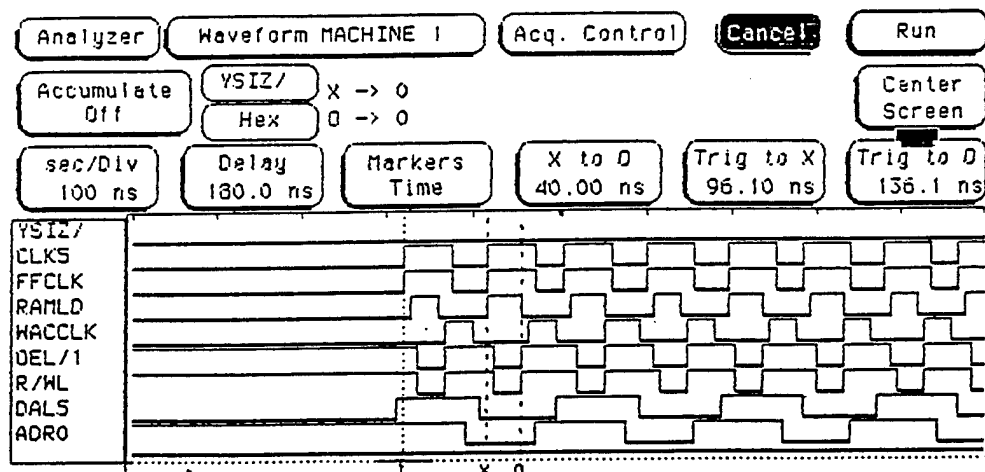 Analyzer Waveform MACHINE 1 Acq. Control Cancel Run
Accumulate Off YSIZ/ X -> 0 Center Screen
Hex O -> 0
sec/Div Delay Markers X to O Trig to X Trig to O
100 ns 180.0 ns Time 40.00 ns 96.10 ns 136.1 ns
YSIZ/
CLKS
FFCLK
RAMLD
WACCLK
DEL/1
R/WL
DALS
ADR0
X O